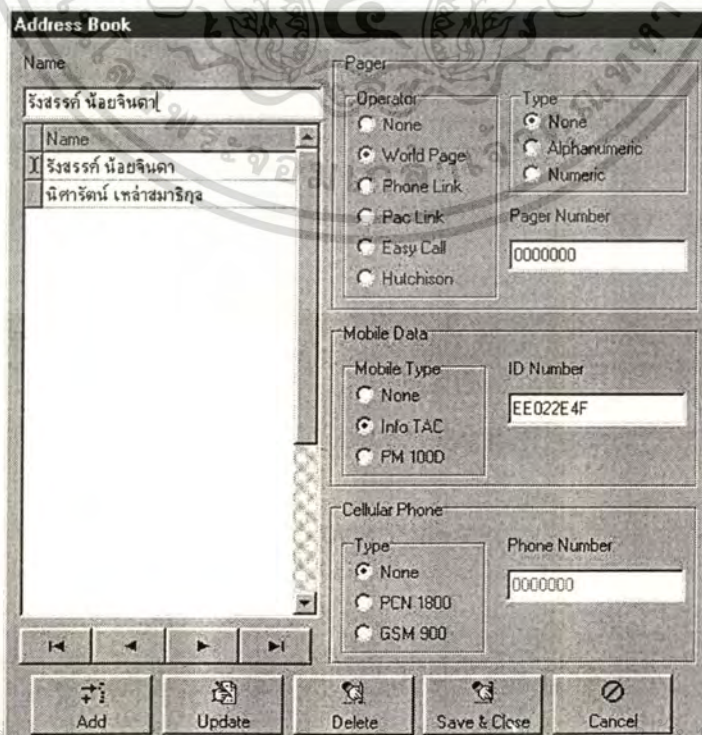 Address Book
Name
รังสรรค์ น้อยจินดา
Name
รังสรรค์ น้อยจินดา
นิศารัตน์ เหล่าสมาธิกุล
Pager
Operator
None
World Page
Phone Link
Pac Link
Easy Call
Hutchison
Type
None
Alphanumeric
Numeric
Pager Number
0000000
Mobile Data
Mobile Type
None
Info TAC
PM 100D
ID Number
EE022E4F
Cellular Phone
Type
None
PCN 1800
GSM 900
Phone Number
0000000
Add
Update
Delete
Save & Close
Cancel